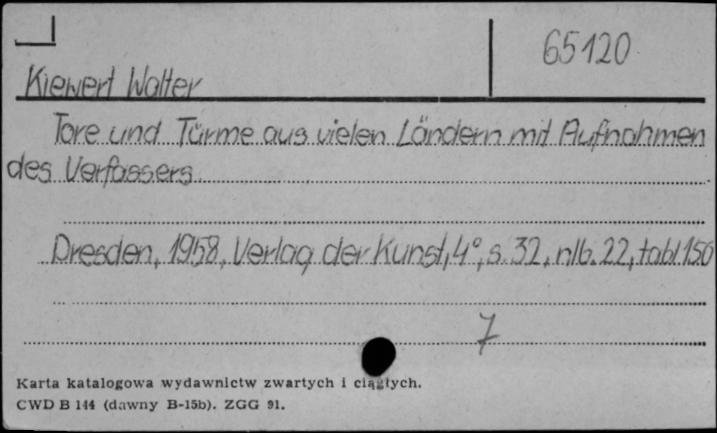 65120
Kiewert Walter
Tore und Türme aus vielen Ländern mit Aufnahmen
des Verfassers
Dresden, 1958, Verlag der Kunst, 4°, s. 32, nlb. 22, tabl 150
7
Karta katalogowa wydawnictw zwartych i ciągłych.
CWD B 144 (dawny B-15b). ZGG 91.